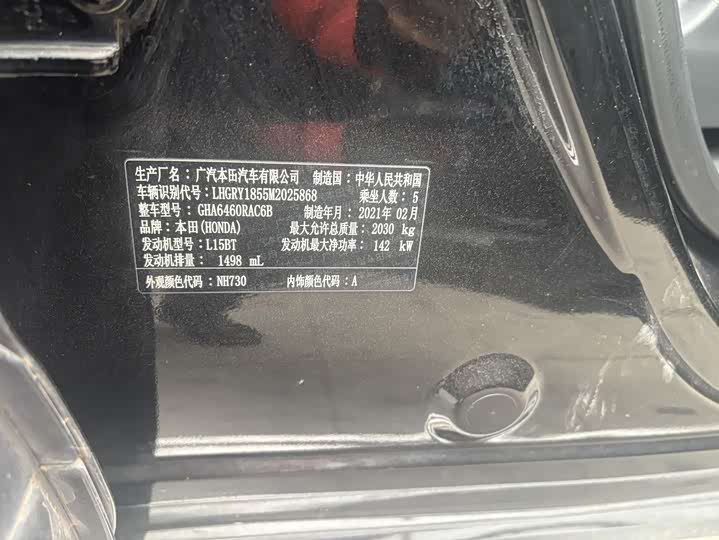 生产厂名：广汽本田汽车有限公司 制造国：中华人民共和国
车辆识别代号：LHGRY1855M2025868 乘坐人数：5
整车型号：GHA6460RAC6B 制造年月：2021年 02月
品牌：本田(HONDA) 最大允许总质量：2030 kg
发动机型号：L15BT 发动机最大净功率：142 kW
发动机排量：1498 mL
外观颜色代码：NH730 内饰颜色代码：A